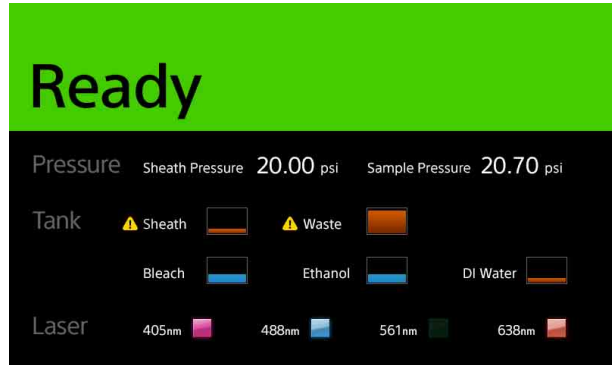 Ready
Pressure Sheath Pressure 20.00 psi Sample Pressure 20.70 psi
Tank Sheath Waste
Bleach Ethanol DI Water
Laser 405nm 488nm 561nm 638nm